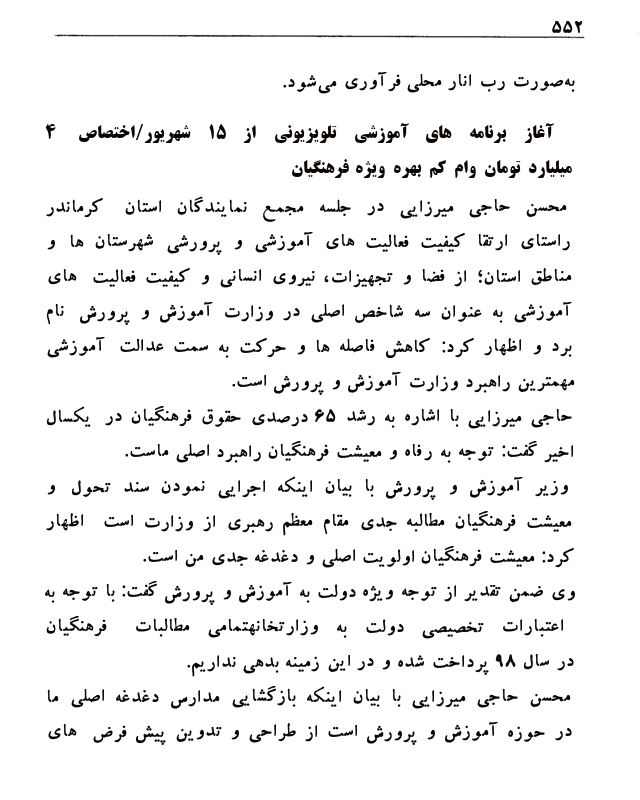 ۵۵۲
به‌صورت رب انار محلی فرآوری می‌شود.
آغاز برنامه های آموزشی تلویزیونی از ۱۵ شهریور/اختصاص ۴
میلیارد تومان وام کم بهره ویژه فرهنگیان
محسن حاجی میرزایی در جلسه مجمع نمایندگان استان کرماندر
راستای ارتقا کیفیت فعالیت های آموزشی و پرورشی شهرستان ها و
مناطق استان؛ از فضا و تجهیزات، نیروی انسانی و کیفیت فعالیت های
آموزشی به عنوان سه شاخص اصلی در وزارت آموزش و پرورش نام
برد و اظهار کرد: کاهش فاصله ها و حرکت به سمت عدالت آموزشی
مهمترین راهبرد وزارت آموزش و پرورش است.
حاجی میرزایی با اشاره به رشد ۶۵ درصدی حقوق فرهنگیان در یکسال
اخیر گفت: توجه به رفاه و معیشت فرهنگیان راهبرد اصلی ماست.
وزیر آموزش و پرورش با بیان اینکه اجرایی نمودن سند تحول و
معیشت فرهنگیان مطالبه جدی مقام معظم رهبری از وزارت است اظهار
کرد: معیشت فرهنگیان اولویت اصلی و دغدغه جدی من است.
وی ضمن تقدیر از توجه ویژه دولت به آموزش و پرورش گفت: با توجه به
اعتبارات تخصیصی دولت به وزارتخانهتمامی مطالبات فرهنگیان
در سال ۹۸ پرداخت شده و در این زمینه بدهی نداریم.
محسن حاجی میرزایی با بیان اینکه بازگشایی مدارس دغدغه اصلی ما
در حوزه آموزش و پرورش است از طراحی و تدوین پیش فرض های